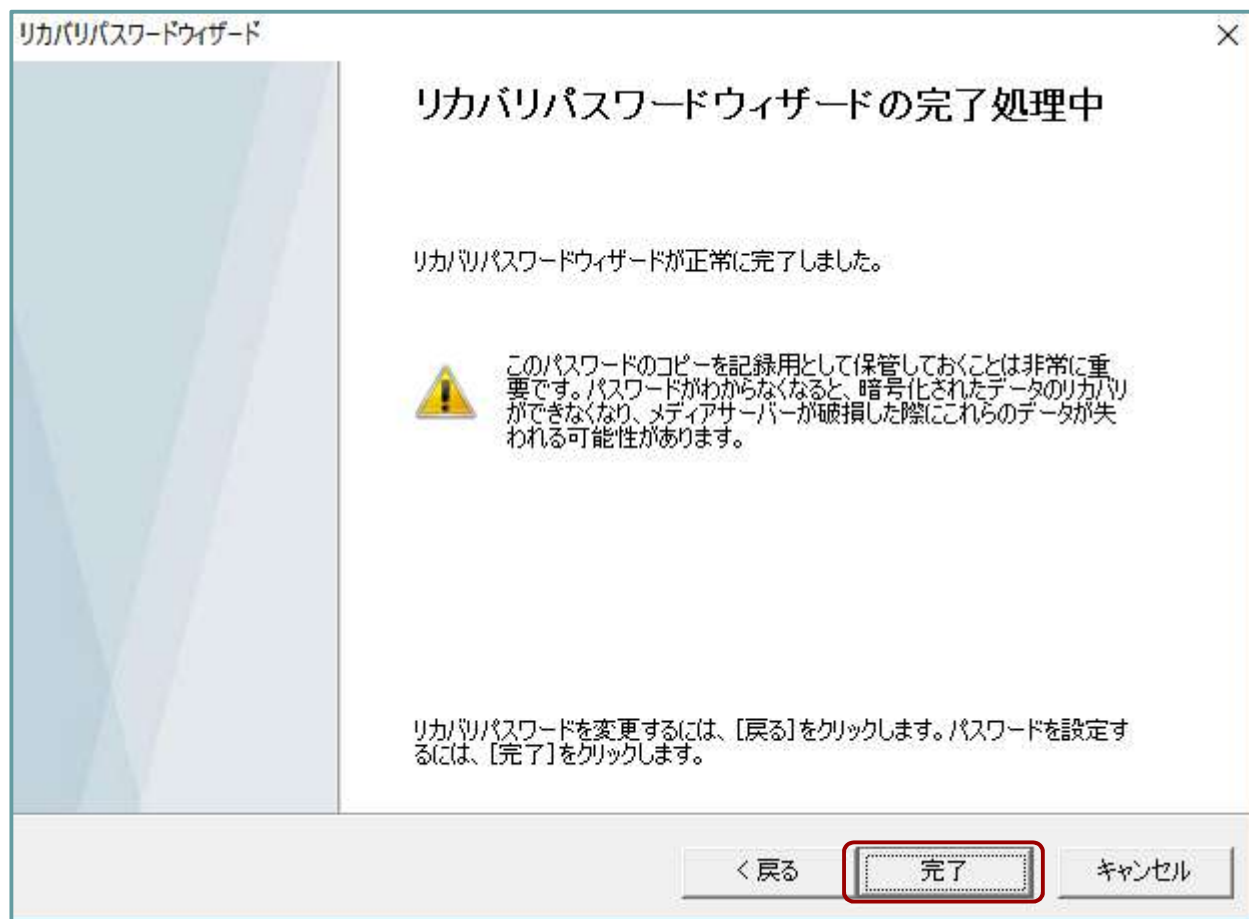 リカバリパスワードウィザード
リカバリパスワードウィザードの完了処理中
リカバリパスワードウィザードが正常に完了しました。
このパスワードのコピーを記録用として保管しておくことは非常に重
要です。パスワードがわからなくなると、暗号化されたデータのリカバリ
ができなくなり、メディアサーバーが破損した際にこれらのデータが失
われる可能性があります。
リカバリパスワードを変更するには、[戻る]をクリックします。パスワードを設定す
るには、[完了]をクリックします。
< 戻る
完了
キャンセル